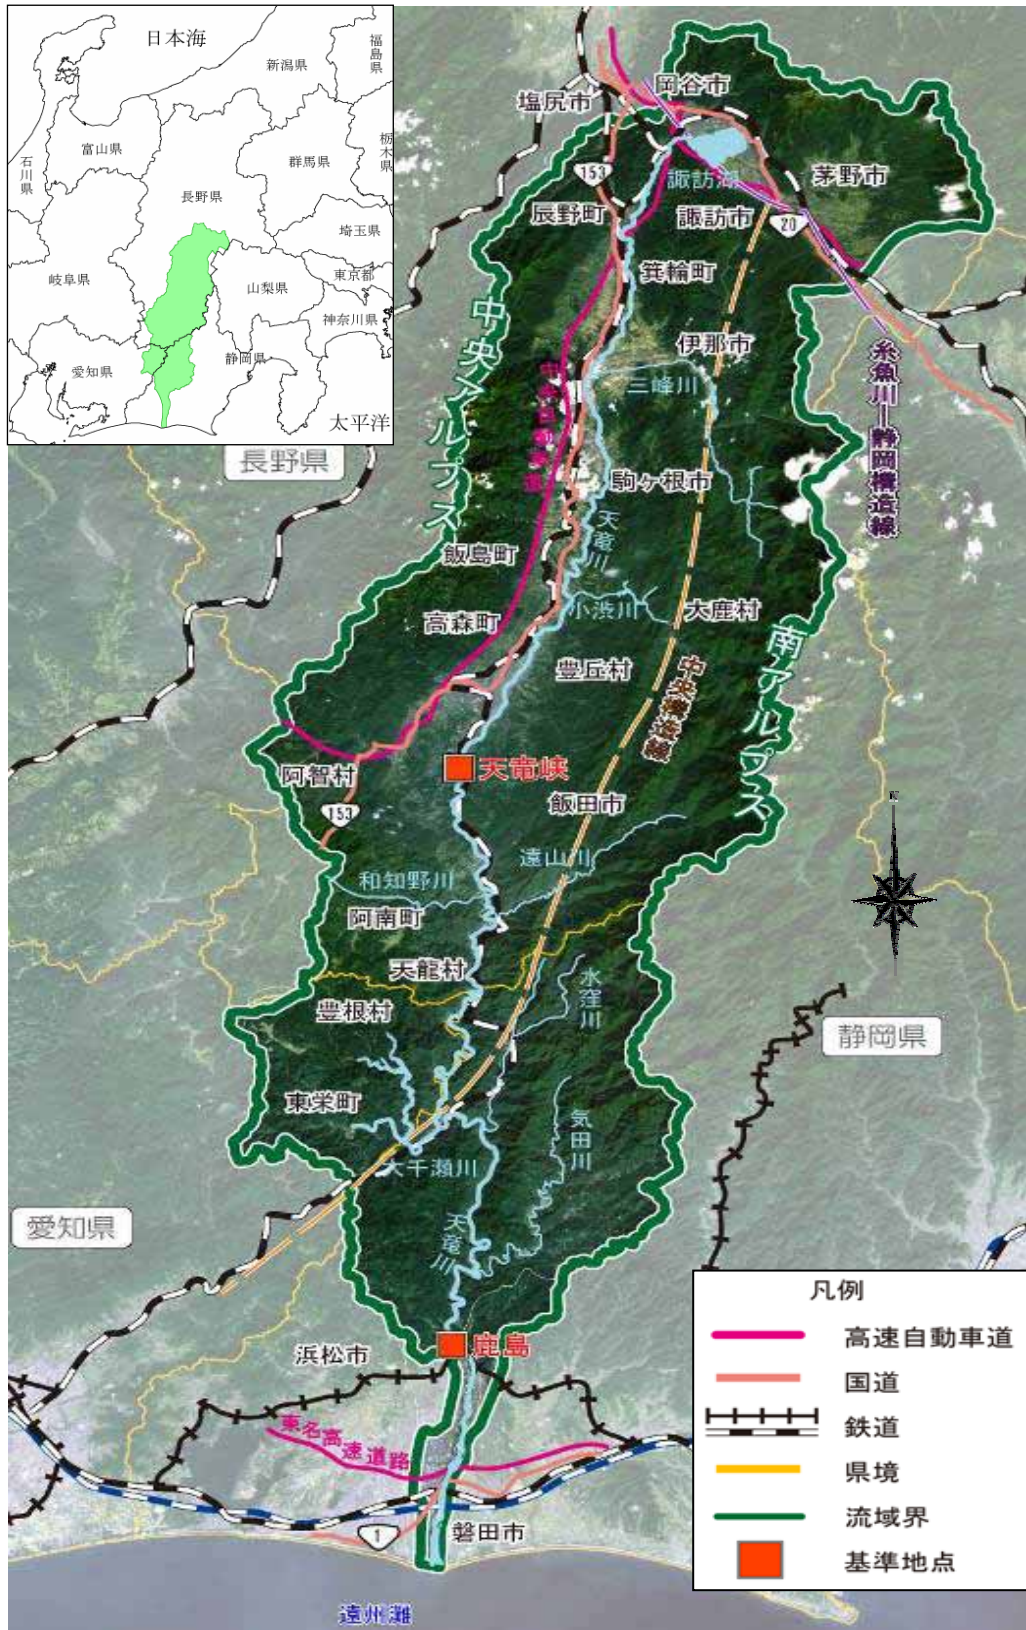 日本海
福島県
新潟県
富山県
石川県
栃木県
群馬県
長野県
埼玉県
岐阜県
東京都
山梨県
神奈川県
静岡県
愛知県
太平洋
岡谷市
塩尻市
153
諏訪湖
茅野市
辰野町
諏訪市
20
箕輪町
中央アルプス
伊那市
中央自動車道
三峰川
糸魚川―静岡構造線
長野県
駒ヶ根市
天竜川
飯島町
小渋川
大鹿村
高森町
南アルプス
豊丘村
中央構造線
天竜峡
阿智村
飯田市
N
153
遠山川
和知野川
阿南町
天龍村
水窪川
豊根村
静岡県
東栄町
気田川
大千瀬川
愛知県
天竜川
鹿島
浜松市
東名高速道路
1
磐田市
遠州灘
凡例
高速自動車道
国道
鉄道
県境
流域界
基準地点